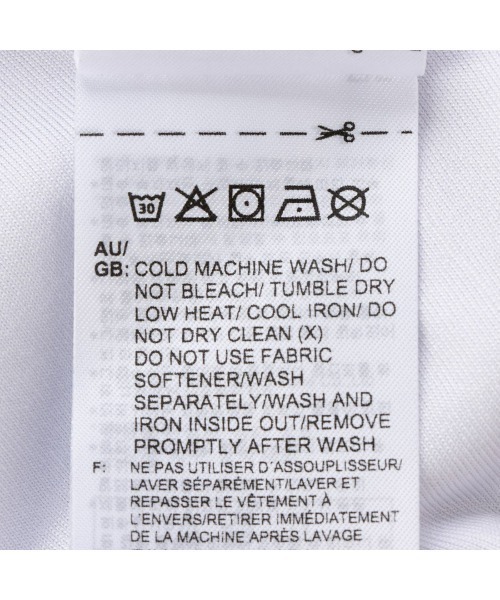 30
AU/
GB: COLD MACHINE WASH/ DO
NOT BLEACH/ TUMBLE DRY
LOW HEAT/ COOL IRON/DO
NOT DRY CLEAN (X)
DO NOT USE FABRIC
SOFTENER/WASH
SEPARATELY/WASH AND
IRON INSIDE OUT/REMOVE
PROMPTLY AFTER WASH
F: NE PAS UTILISER D´ASSOUPLISSEUR/
LAVER SÉPARÉMENT/LAVER ET
REPASSER LE VÊTEMENT À
L'ENVERS/RETIRER IMMÉDIATEMENT
DE LA MACHINE APRÈS LAVAGE